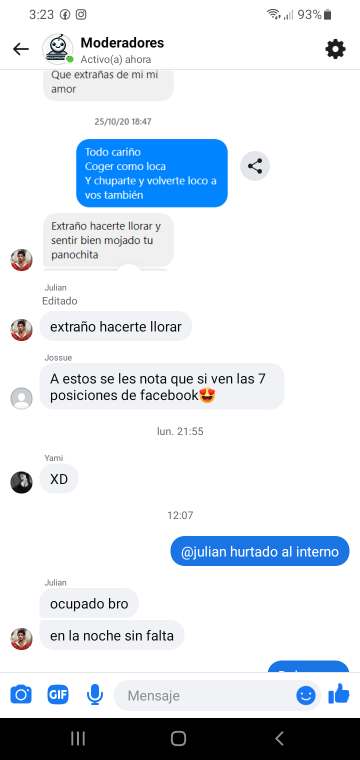 3:23
93%
Moderadores
Activo(a) ahora
Que extrañas de mi mi
amor
25/10/20 18:47
Todo cariño
Coger como loca
Y chuparte y volverte loco a
vos también
Extraño hacerte llorar y
sentir bien mojado tu
panochita
Julian
Editado
extraño hacerte llorar
Jossue
A estos se les nota que si ven las 7
posiciones de facebook😍
lun. 21:55
Yami
XD
12:07
@julian hurtado al interno
Julian
ocupado bro
en la noche sin falta
GIF
Mensaje